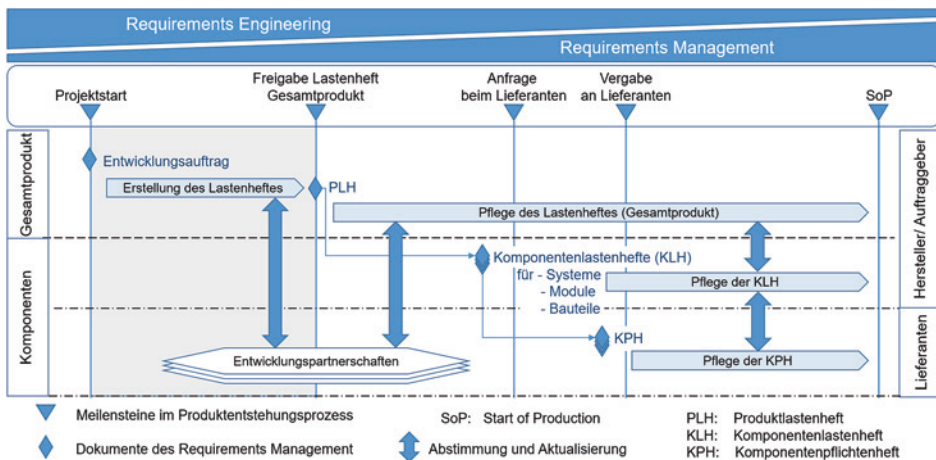 Requirements Engineering
Requirements Management
Projektstart
Freigabe Lastenheft
Gesamtprodukt
Anfrage
beim Lieferanten
Vergabe
an Lieferanten
SoP
Gesamtprodukt
Entwicklungsauftrag
Erstellung des Lastenheftes
PLH
Pflege des Lastenheftes (Gesamtprodukt)
Hersteller/ Auftraggeber
Komponenten
Komponentenlastenhefte (KLH)
für - Systeme
- Module
- Bauteile
Pflege der KLH
KPH
Entwicklungspartnerschaften
Pflege der KPH
Lieferanten
Meilensteine im Produktentstehungsprozess
Dokumente des Requirements Management
SoP: Start of Production
Abstimmung und Aktualisierung
PLH: Produktlastenheft
KLH: Komponentenlastenheft
KPH: Komponentenpflichtenheft